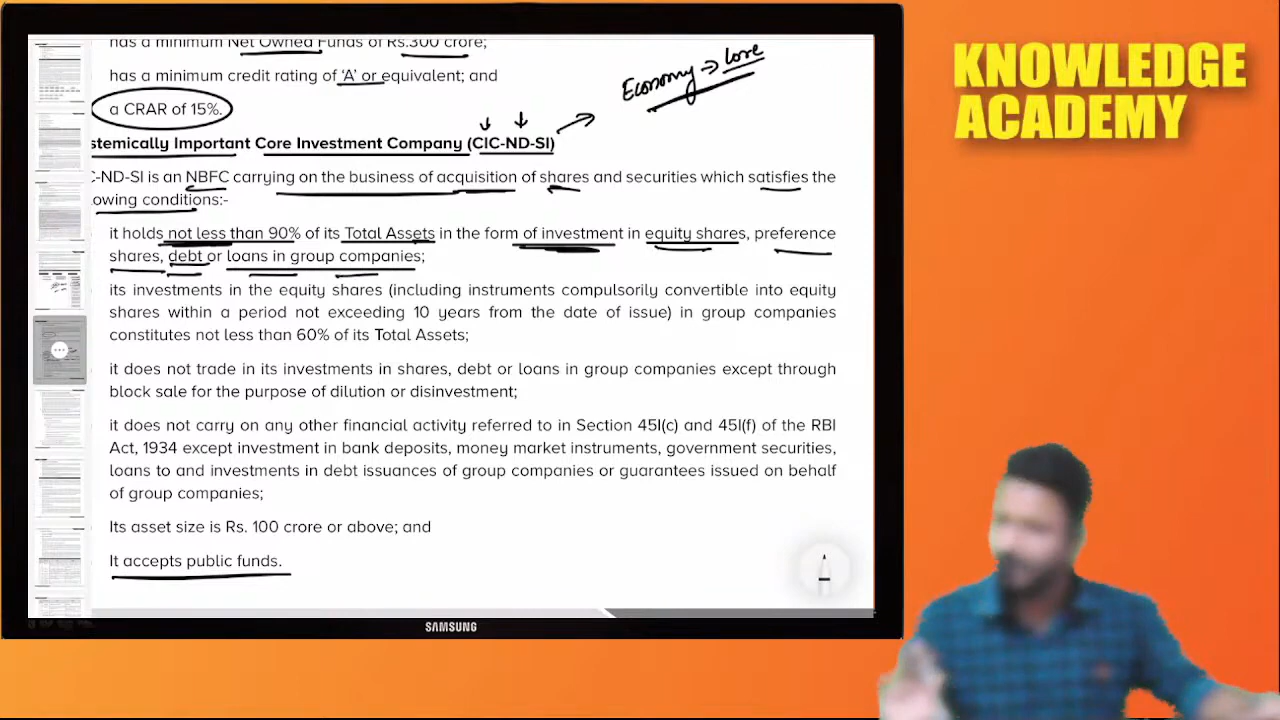 KNOWLEDGE
ACADEMY
has a minimum Net Owned Funds of Rs.300 crore;
has a minimum credit rating of 'A' or equivalent; an
a CRAR of 15%.
Economy → Love
stemically Important Core Investment Company (CIC-ND-SI)
C-ND-SI is an NBFC carrying on the business of acquisition of shares and securities which satisfies the
owing conditions:
it holds not less than 90% of its Total Assets in the form of investment in equity shares, preference
shares, debt or loans in group companies;
its investments in the equity shares (including instruments compulsorily convertible into equity
shares within a period not exceeding 10 years from the date of issue) in group companies
constitutes not less than 60% of its Total Assets;
It does not trade in its investments in shares, debt or loans in group companies except through
block sale for the purpose of dilution or disinvestment;
It does not carry on any other financial activity referred to in Section 45I(c) and 45I(f) of the RBI
Act, 1934 except investment in bank deposits, money market instruments, government securities,
loans to and investments in debt issuances of group companies or guarantees issued on behalf
of group companies;
Its asset size is Rs. 100 crore or above and
It accepts public funds.
SAMSUNG